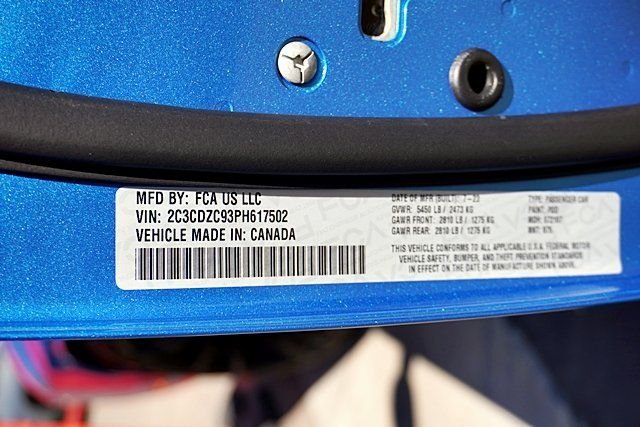 MFD BY: FCA US LLC
VIN: 2C3CDZC93PH617502
VEHICLE MADE IN: CANADA
DATE OF MFR (BUILT): 7-23
GVWR: 5450 LB / 2473 KG
GAWR FRONT: 2810 LB / 1275 KG
GAWR REAR: 2810 LB / 1275 KG
TYPE: PASSENGER CAR
PAINT:
MDH:
THIS VEHICLE CONFORMS TO ALL APPLICABLE U.S.A. FEDERAL MOTOR
VEHICLE SAFETY, BUMPER, AND THEFT PREVENTION STANDARDS
IN EFFECT ON THE DATE OF MANUFACTURE SHOWN ABOVE.